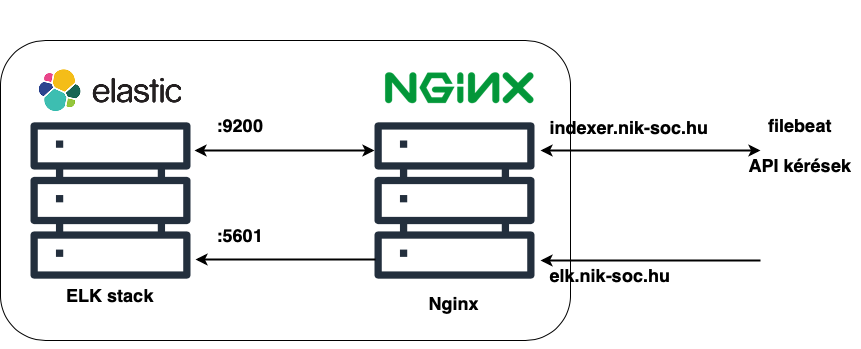 elastic
NGINX
:9200
indexer.nik-soc.hu
filebeat
API kérések
:5601
elk.nik-soc.hu
ELK stack
Nginx